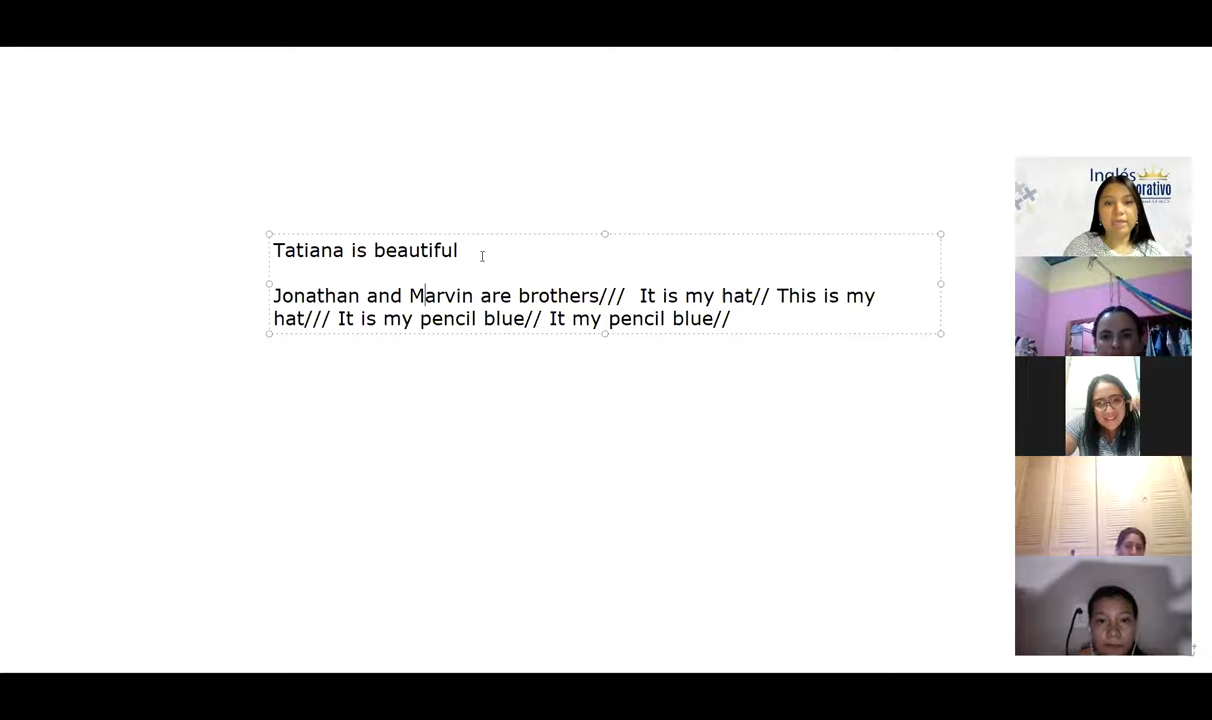 Tatiana is beautiful
Jonathan and Marvin are brothers///  It is my hat// This is my
hat/// It is my pencil blue// It my pencil blue//
Inglés
orativo